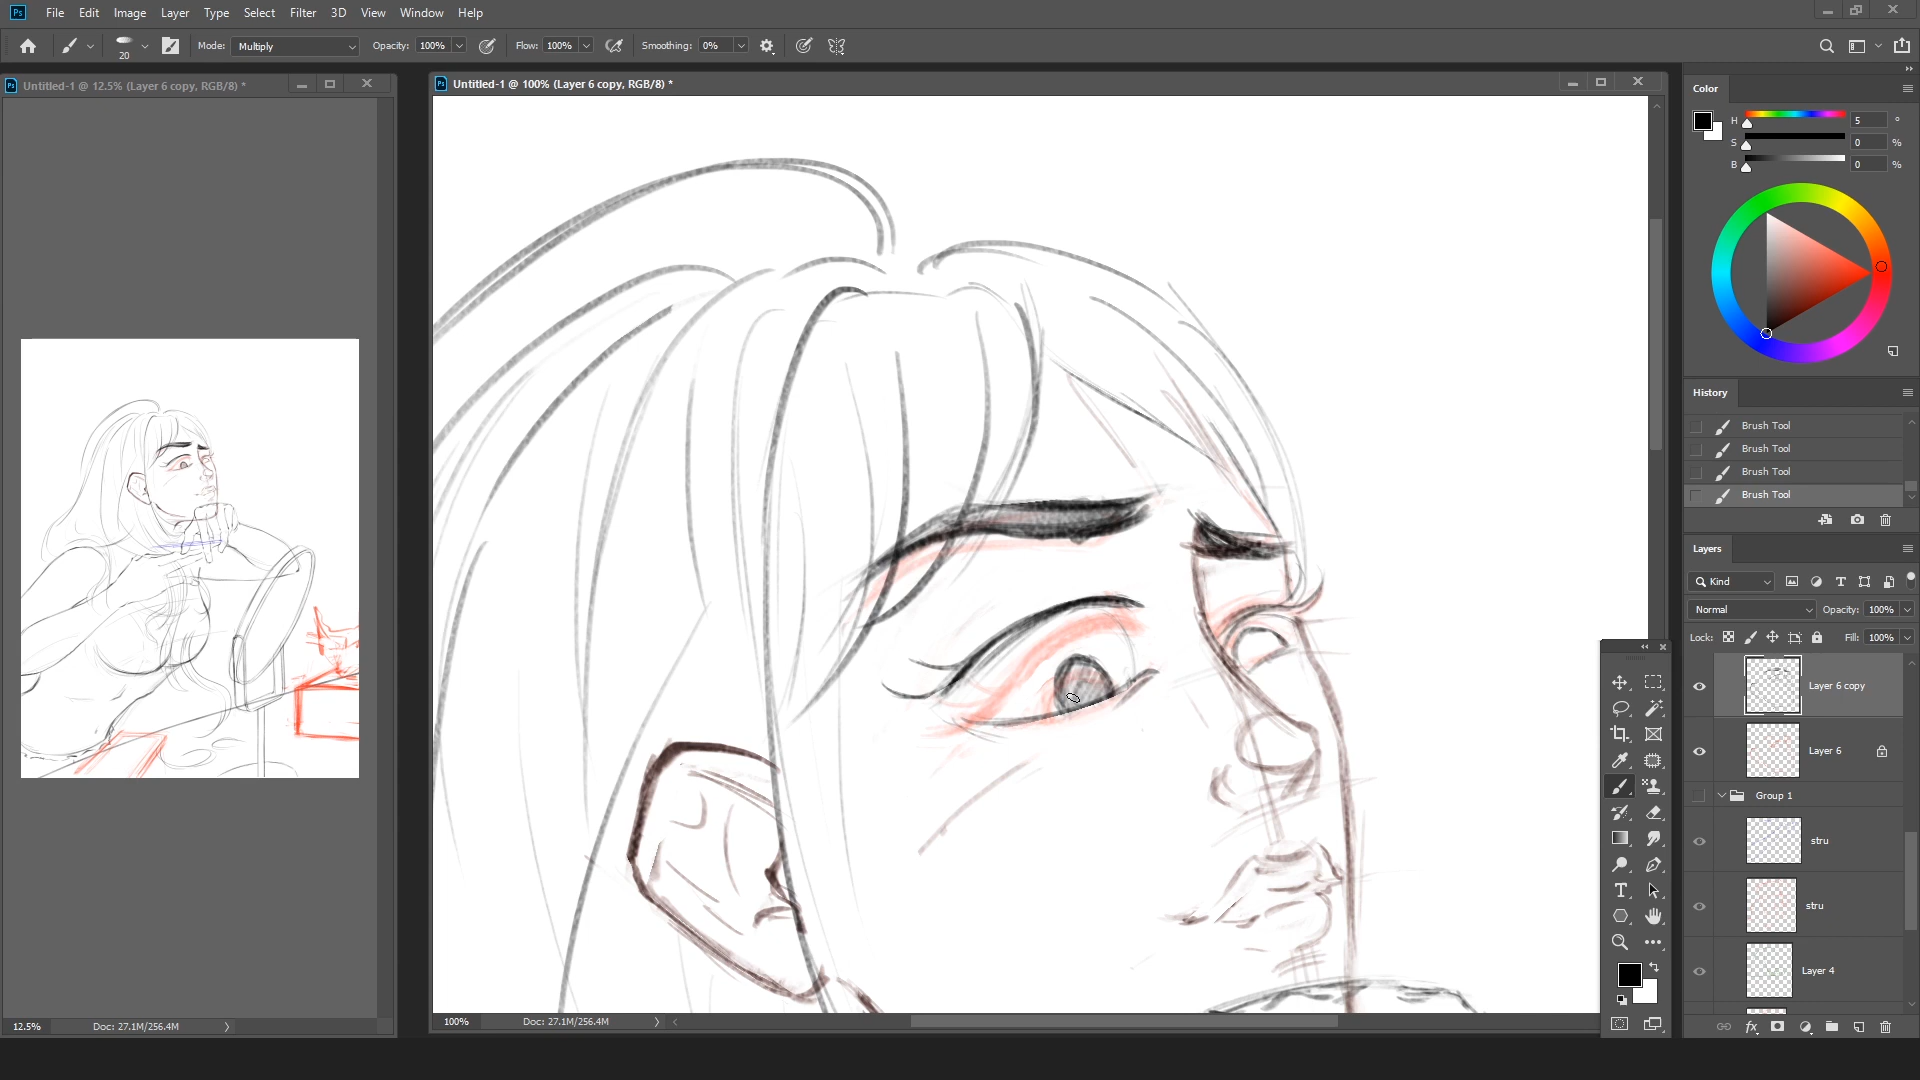 Ps File Edit Image Layer Type Select Filter 3D View Window Help
20 Mode: Multiply Opacity: 100% Flow: 100% Smoothing: 0%
Ps Untitled-1 @ 12.5% (Layer 6 copy, RGB/8) *
Ps Untitled-1 @ 100% (Layer 6 copy, RGB/8) *
Color
H 5 °
S 0 %
B 0 %
History
Brush Tool
Brush Tool
Brush Tool
Brush Tool
Layers
Kind
Normal Opacity: 100%
Lock: Fill: 100%
Layer 6 copy
Layer 6
Group 1
stru
stru
Layer 4
fx
12.5% Doc: 27.1M/256.4M
100% Doc: 27.1M/256.4M